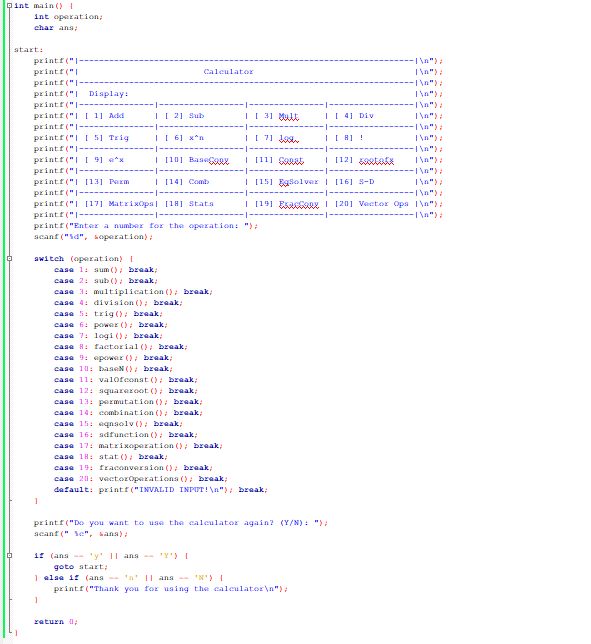 int main() {
    int operation;
    char ans;

start:
    printf("|-------------------------------------------------------------------|\n");
    printf("|                         Calculator                                |\n");
    printf("|-------------------------------------------------------------------|\n");
    printf("|  Display:                                                         |\n");
    printf("|---------------|-----------------|---------------|-----------------|\n");
    printf("| [ 1] Add      | [ 2] Sub        | [ 3] Mult     | [ 4] Div        |\n");
    printf("|---------------|-----------------|---------------|-----------------|\n");
    printf("| [ 5] Trig     | [ 6] x^n        | [ 7] log      | [ 8] !          |\n");
    printf("|---------------|-----------------|---------------|-----------------|\n");
    printf("| [ 9] e^x      | [10] BaseConv   | [11] Const    | [12] rootofx    |\n");
    printf("|---------------|-----------------|---------------|-----------------|\n");
    printf("| [13] Perm     | [14] Comb       | [15] EqSolver | [16] S-D        |\n");
    printf("|---------------|-----------------|---------------|-----------------|\n");
    printf("| [17] MatrixOps| [18] Stats      | [19] FracConv | [20] Vector Ops |\n");
    printf("|---------------|-----------------|---------------|-----------------|\n");
    printf("Enter a number for the operation: ");
    scanf("%d", &operation);

    switch (operation) {
        case 1: sum(); break;
        case 2: sub(); break;
        case 3: multiplication(); break;
        case 4: division(); break;
        case 5: trig(); break;
        case 6: power(); break;
        case 7: logi(); break;
        case 8: factorial(); break;
        case 9: epower(); break;
        case 10: baseN(); break;
        case 11: valOfconst(); break;
        case 12: squareroot(); break;
        case 13: permutation(); break;
        case 14: combination(); break;
        case 15: eqnsolv(); break;
        case 16: sdfunction(); break;
        case 17: matrixoperation(); break;
        case 18: stat(); break;
        case 19: fraconversion(); break;
        case 20: vectorOperations(); break;
        default: printf("INVALID INPUT!\n"); break;
    }

    printf("Do you want to use the calculator again? (Y/N): ");
    scanf(" %c", &ans);

    if (ans == 'y' || ans == 'Y') {
        goto start;
    } else if (ans == 'n' || ans == 'N') {
        printf("Thank you for using the calculator\n");
    }

    return 0;
}